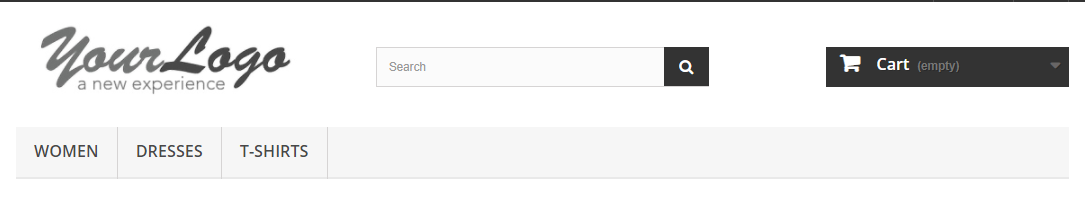 YourLogo
a new experience
Search
Cart (empty)
WOMEN DRESSES T-SHIRTS